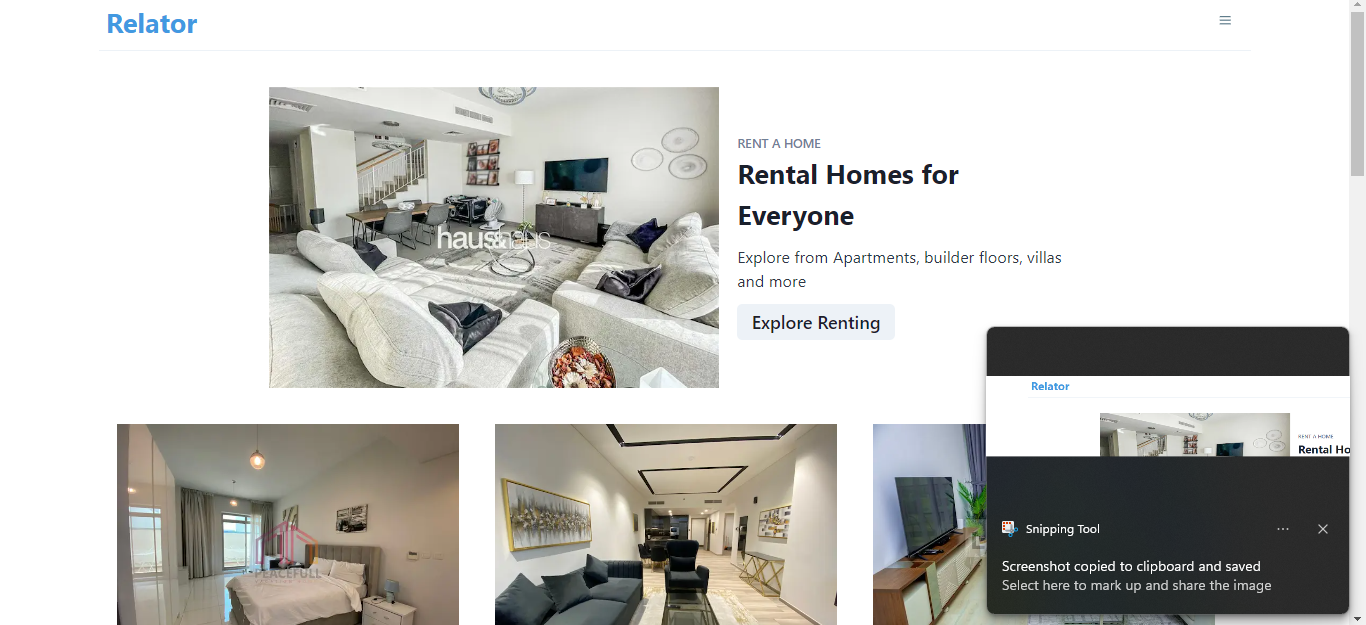 Relator
RENT A HOME
Rental Homes for
Everyone
Explore from Apartments, builder floors, villas
and more
Explore Renting
haus&haus
PEACEFULL
Relator
RENT A HOME
Rental Ho
Snipping Tool
Screenshot copied to clipboard and saved
Select here to mark up and share the image